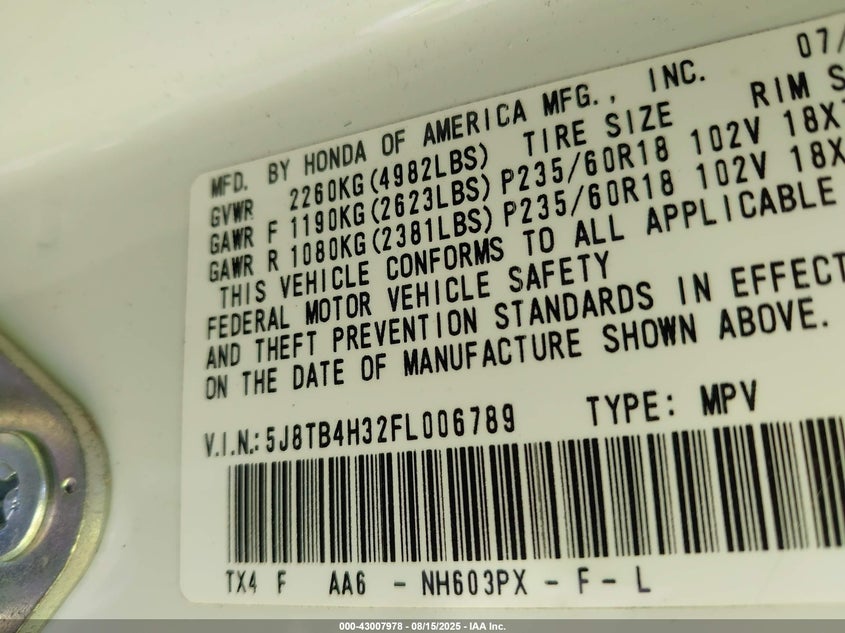 07/
MFD. BY HONDA OF AMERICA MFG., INC.
GVWR 2260KG(4982LBS) TIRE SIZE RIM S
GAWR F 1190KG(2623LBS) P235/60R18 102V 18X7
GAWR R 1080KG(2381LBS) P235/60R18 102V 18X
THIS VEHICLE CONFORMS TO ALL APPLICABLE
FEDERAL MOTOR VEHICLE SAFETY
AND THEFT PREVENTION STANDARDS IN EFFECT
ON THE DATE OF MANUFACTURE SHOWN ABOVE.
V.I.N.: 5J8TB4H32FL006789 TYPE: MPV
TX4 F AA6 - NH603PX - F - L
000-43007978 - 08/15/2025 - IAA Inc.